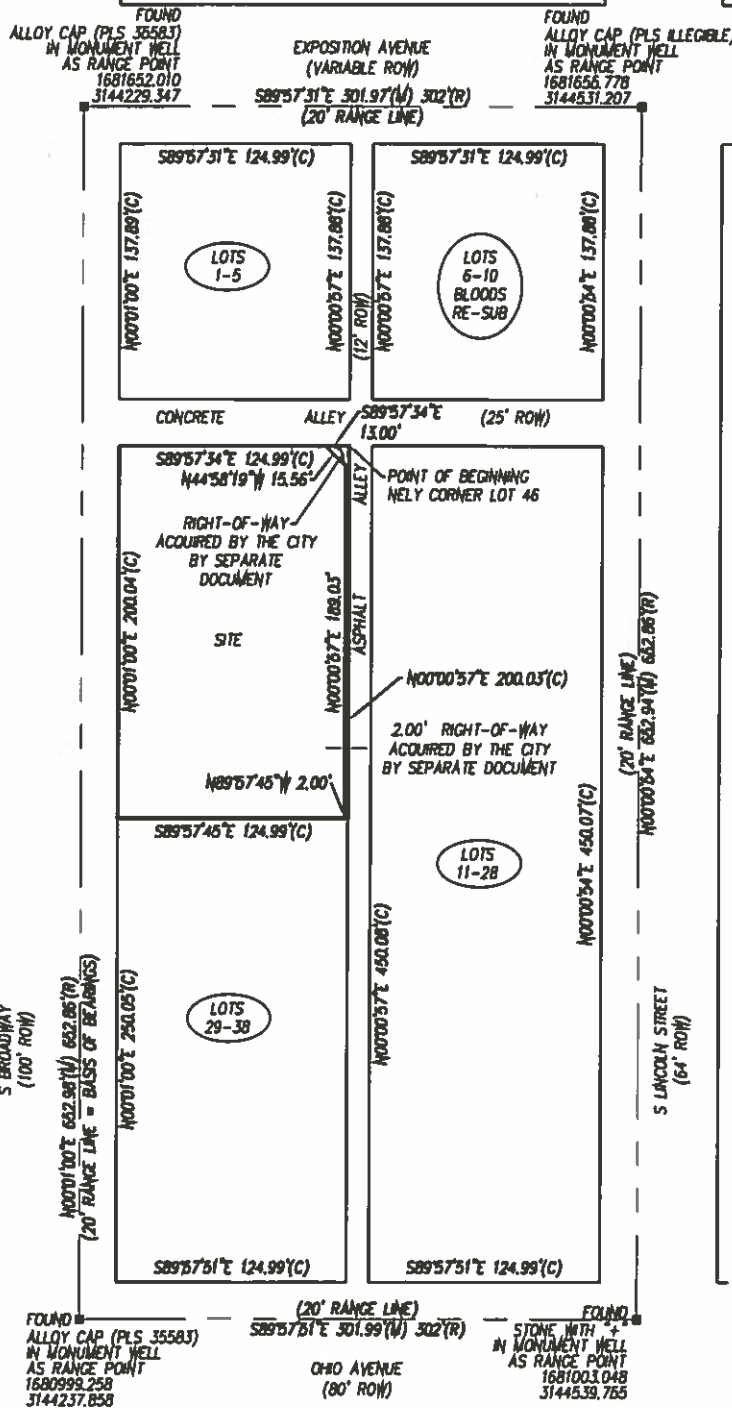 FOUND
ALLOY CAP (PLS 35583)
IN MONUMENT WELL
AS RANGE POINT
1681652.010
3144229.347
EXPOSITION AVENUE
(VARIABLE ROW)
FOUND
ALLOY CAP (PLS ILLEGIBLE)
IN MONUMENT WELL
AS RANGE POINT
1681656.778
3144531.207
S89°57'31"E 301.97'(M) 302'(R)
(20' RANGE LINE)
S89°57'31"E 124.99'(C)
S89°57'31"E 124.99'(C)
N00°01'00"E 137.89'(C)
LOTS
1-5
N00°00'57"E 137.88'(C)
(12' ROW)
N00°00'57"E 137.88'(C)
LOTS
6-10
BLOODS
RE-SUB
N00°00'54"E 137.88'(C)
CONCRETE ALLEY
S89°57'34"E
13.00'
(25' ROW)
S89°57'34"E 124.99'(C)
N44°58'19"W 15.56'
ALLEY
POINT OF BEGINNING
NELY CORNER LOT 46
RIGHT-OF-WAY
ACQUIRED BY THE CITY
BY SEPARATE
DOCUMENT
N00°01'00"E 200.04'(C)
SITE
N00°00'57"E 189.03'
ASPHALT
N00°00'57"E 200.03'(C)
2.00' RIGHT-OF-WAY
ACQUIRED BY THE CITY
BY SEPARATE DOCUMENT
(20' RANGE LINE)
N00°00'54"E 652.94'(M) 652.86'(R)
N89°57'45"W 2.00'
S89°57'45"E 124.99'(C)
LOTS
11-28
N00°00'54"E 450.07'(C)
N00°00'57"E 450.08'(C)
S BROADWAY
(100' ROW)
N00°01'00"E 652.98'(M) 652.86'(R)
(20' RANGE LINE = BASIS OF BEARINGS)
N00°01'00"E 250.05'(C)
LOTS
29-38
S LINCOLN STREET
(64' ROW)
S89°57'51"E 124.99'(C)
S89°57'51"E 124.99'(C)
FOUND
ALLOY CAP (PLS 35583)
IN MONUMENT WELL
AS RANGE POINT
1680999.258
3144237.858
(20' RANGE LINE)
S89°57'51"E 301.99'(M) 302'(R)
OHIO AVENUE
(80' ROW)
FOUND
STONE WITH "+"
IN MONUMENT WELL
AS RANGE POINT
1681003.048
3144539.765